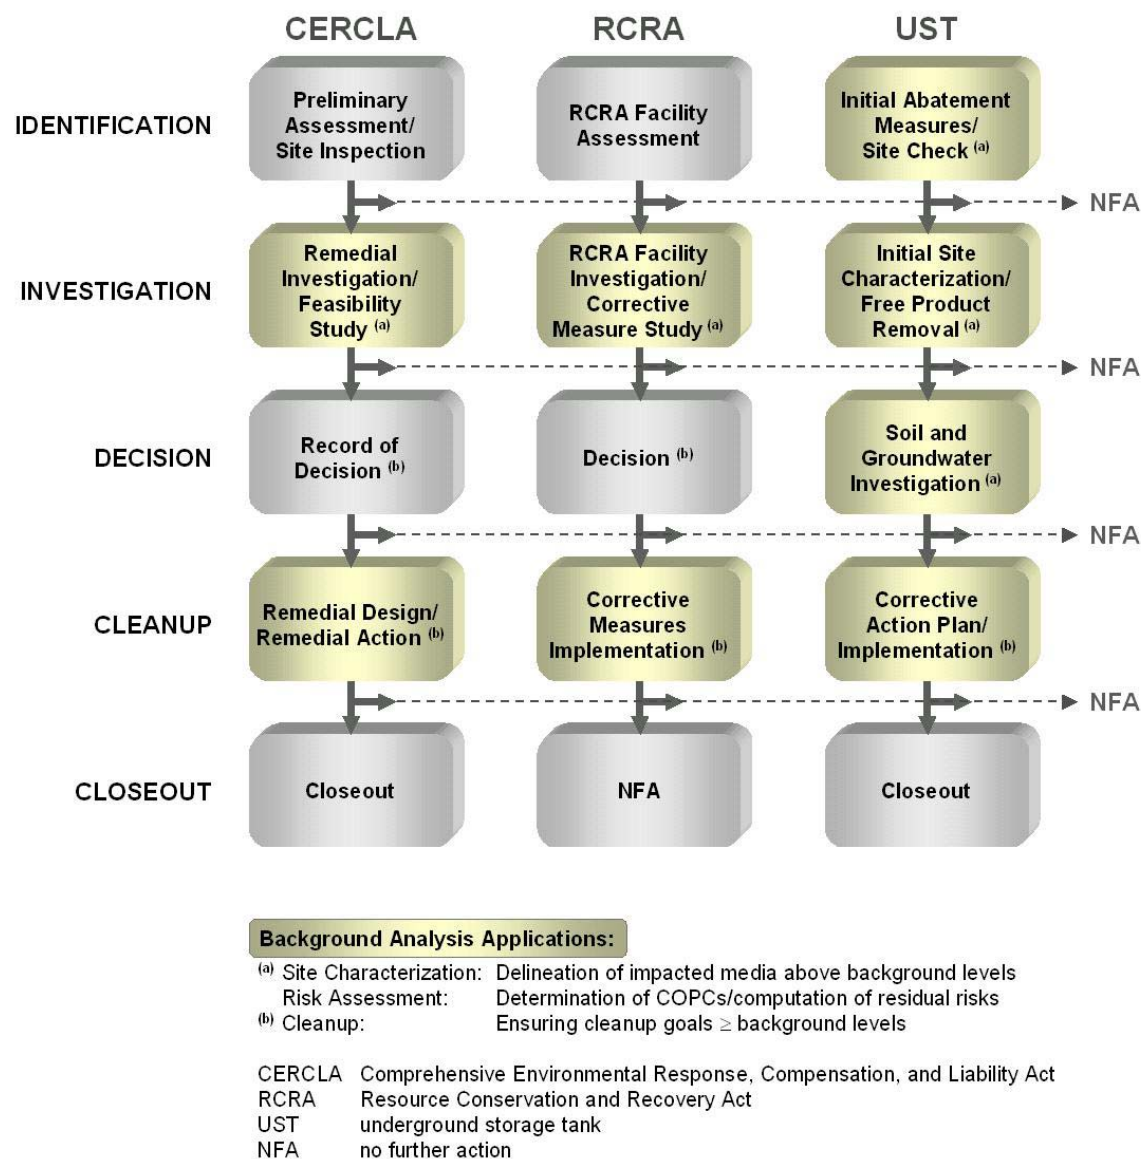 CERCLA RCRA UST
IDENTIFICATION
Preliminary
Assessment/
Site Inspection
RCRA Facility
Assessment
Initial Abatement
Measures/
Site Check (a)
NFA
INVESTIGATION
Remedial
Investigation/
Feasibility
Study (a)
RCRA Facility
Investigation/
Corrective
Measure Study (a)
Initial Site
Characterization/
Free Product
Removal (a)
NFA
DECISION
Record of
Decision (b)
Decision (b)
Soil and
Groundwater
Investigation (a)
NFA
CLEANUP
Remedial Design/
Remedial Action (b)
Corrective
Measures
Implementation (b)
Corrective
Action Plan/
Implementation (b)
NFA
CLOSEOUT
Closeout
NFA
Closeout
Background Analysis Applications:
(a) Site Characterization: Delineation of impacted media above background levels
Risk Assessment: Determination of COPCs/computation of residual risks
(b) Cleanup: Ensuring cleanup goals ≥ background levels
CERCLA Comprehensive Environmental Response, Compensation, and Liability Act
RCRA Resource Conservation and Recovery Act
UST underground storage tank
NFA no further action